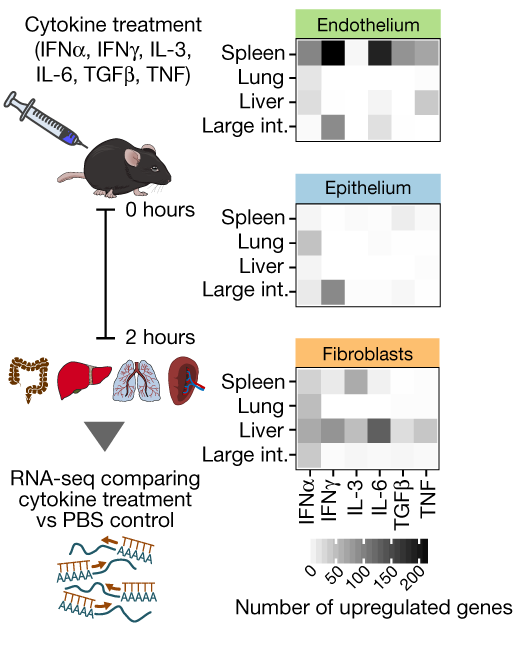 Cytokine treatment
(IFNα, IFNγ, IL-3,
IL-6, TGFβ, TNF)
0 hours
2 hours
RNA-seq comparing
cytokine treatment
vs PBS control
AAAAA
AAAAA
AAAAA
AAAAA
Endothelium
Spleen
Lung
Liver
Large int.
Epithelium
Spleen
Lung
Liver
Large int.
Fibroblasts
Spleen
Lung
Liver
Large int.
IFNα
IFNγ
IL-3
IL-6
TGFβ
TNF
0
50
100
150
200
Number of upregulated genes